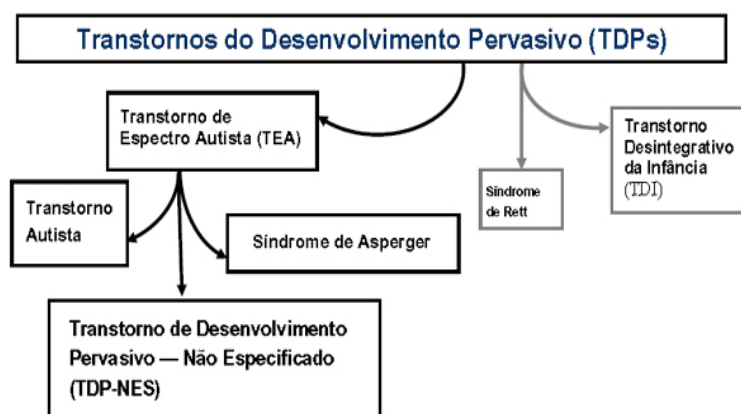 Transtornos do Desenvolvimento Pervasivo (TDPs)
Transtorno de
Espectro Autista (TEA)
Transtorno
Desintegrativo
da Infância
(TDI)
Síndrome
de Rett
Transtorno
Autista
Síndrome de Asperger
Transtorno de Desenvolvimento
Pervasivo — Não Especificado
(TDP-NES)